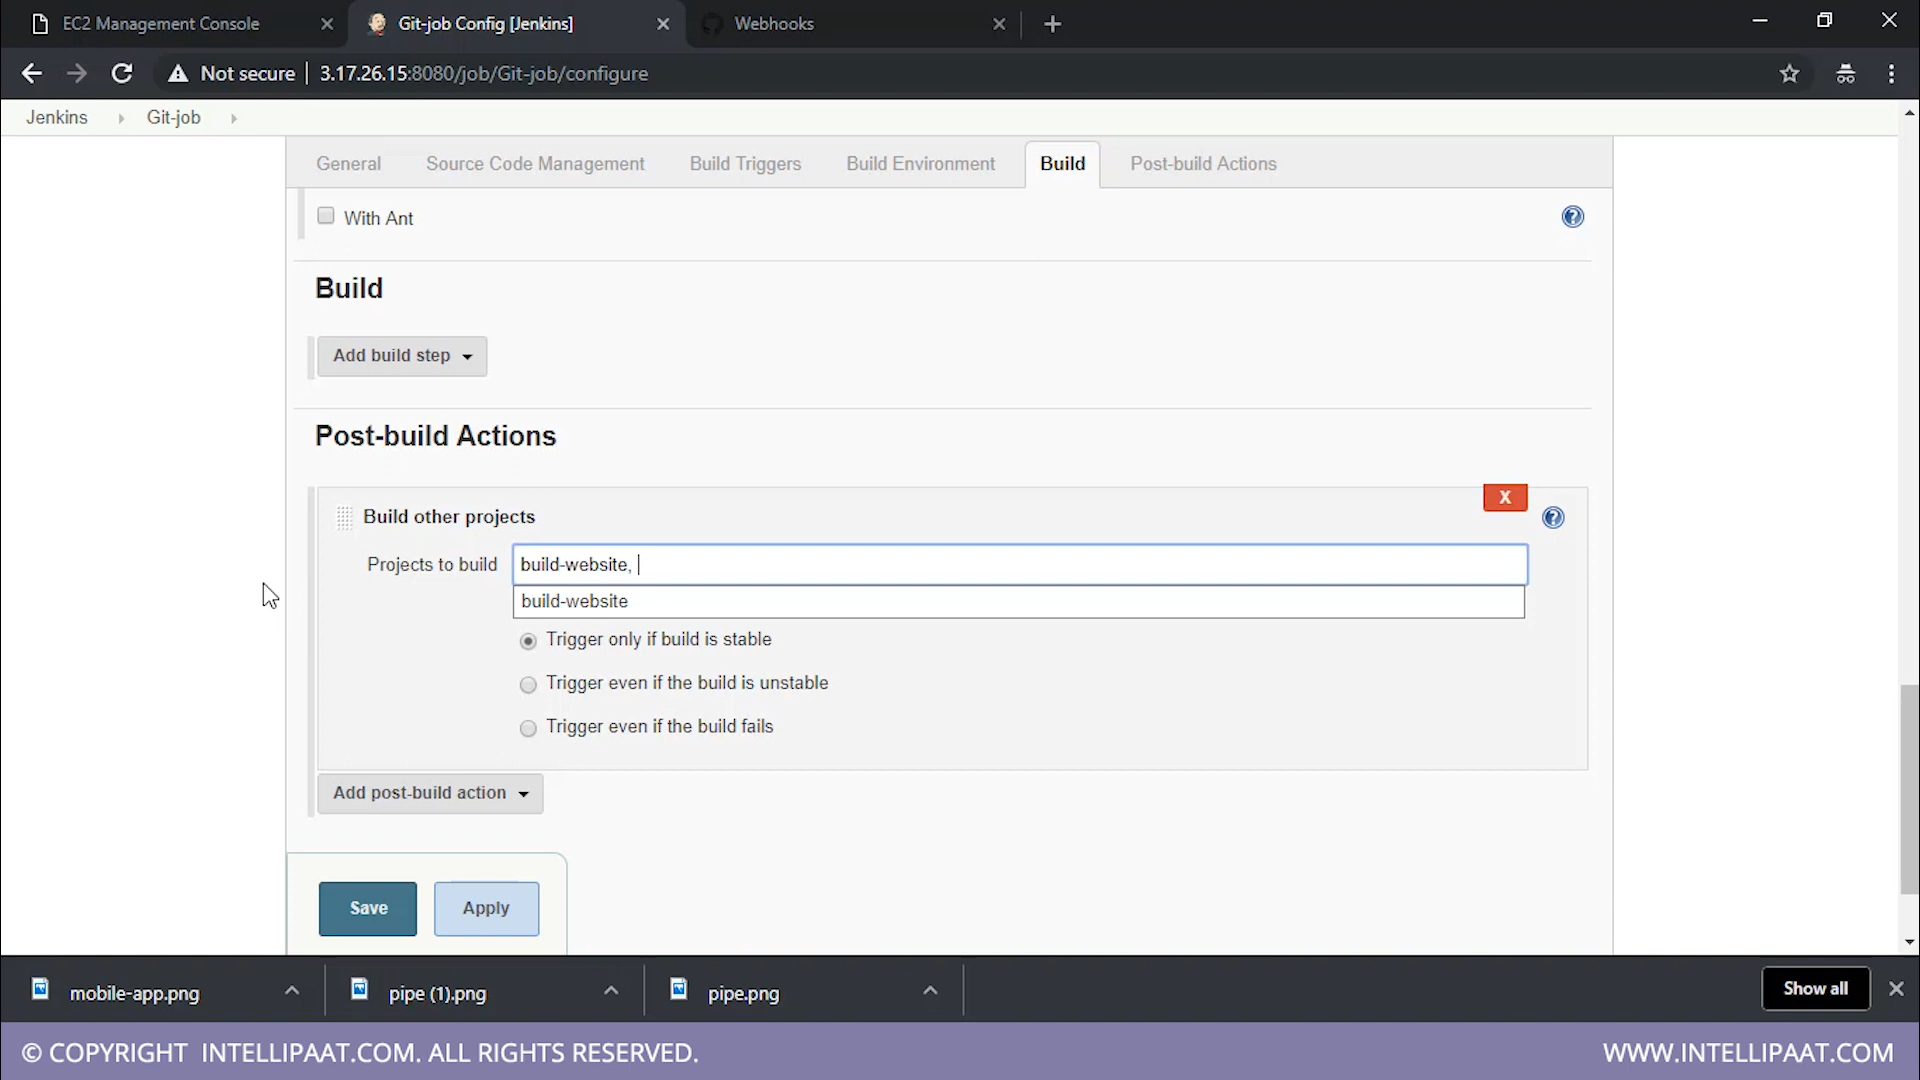 EC2 Management Console
Git-job Config [Jenkins]
Webhooks
Not secure
3.17.26.15:8080/job/Git-job/configure
Jenkins
Git-job
General
Source Code Management
Build Triggers
Build Environment
Build
Post-build Actions
With Ant
Build
Add build step
Post-build Actions
X
Build other projects
Projects to build
build-website,
build-website
Trigger only if build is stable
Trigger even if the build is unstable
Trigger even if the build fails
Add post-build action
Save
Apply
mobile-app.png
pipe (1).png
pipe.png
Show all
© COPYRIGHT INTELLIPAAT.COM. ALL RIGHTS RESERVED.
WWW.INTELLIPAAT.COM